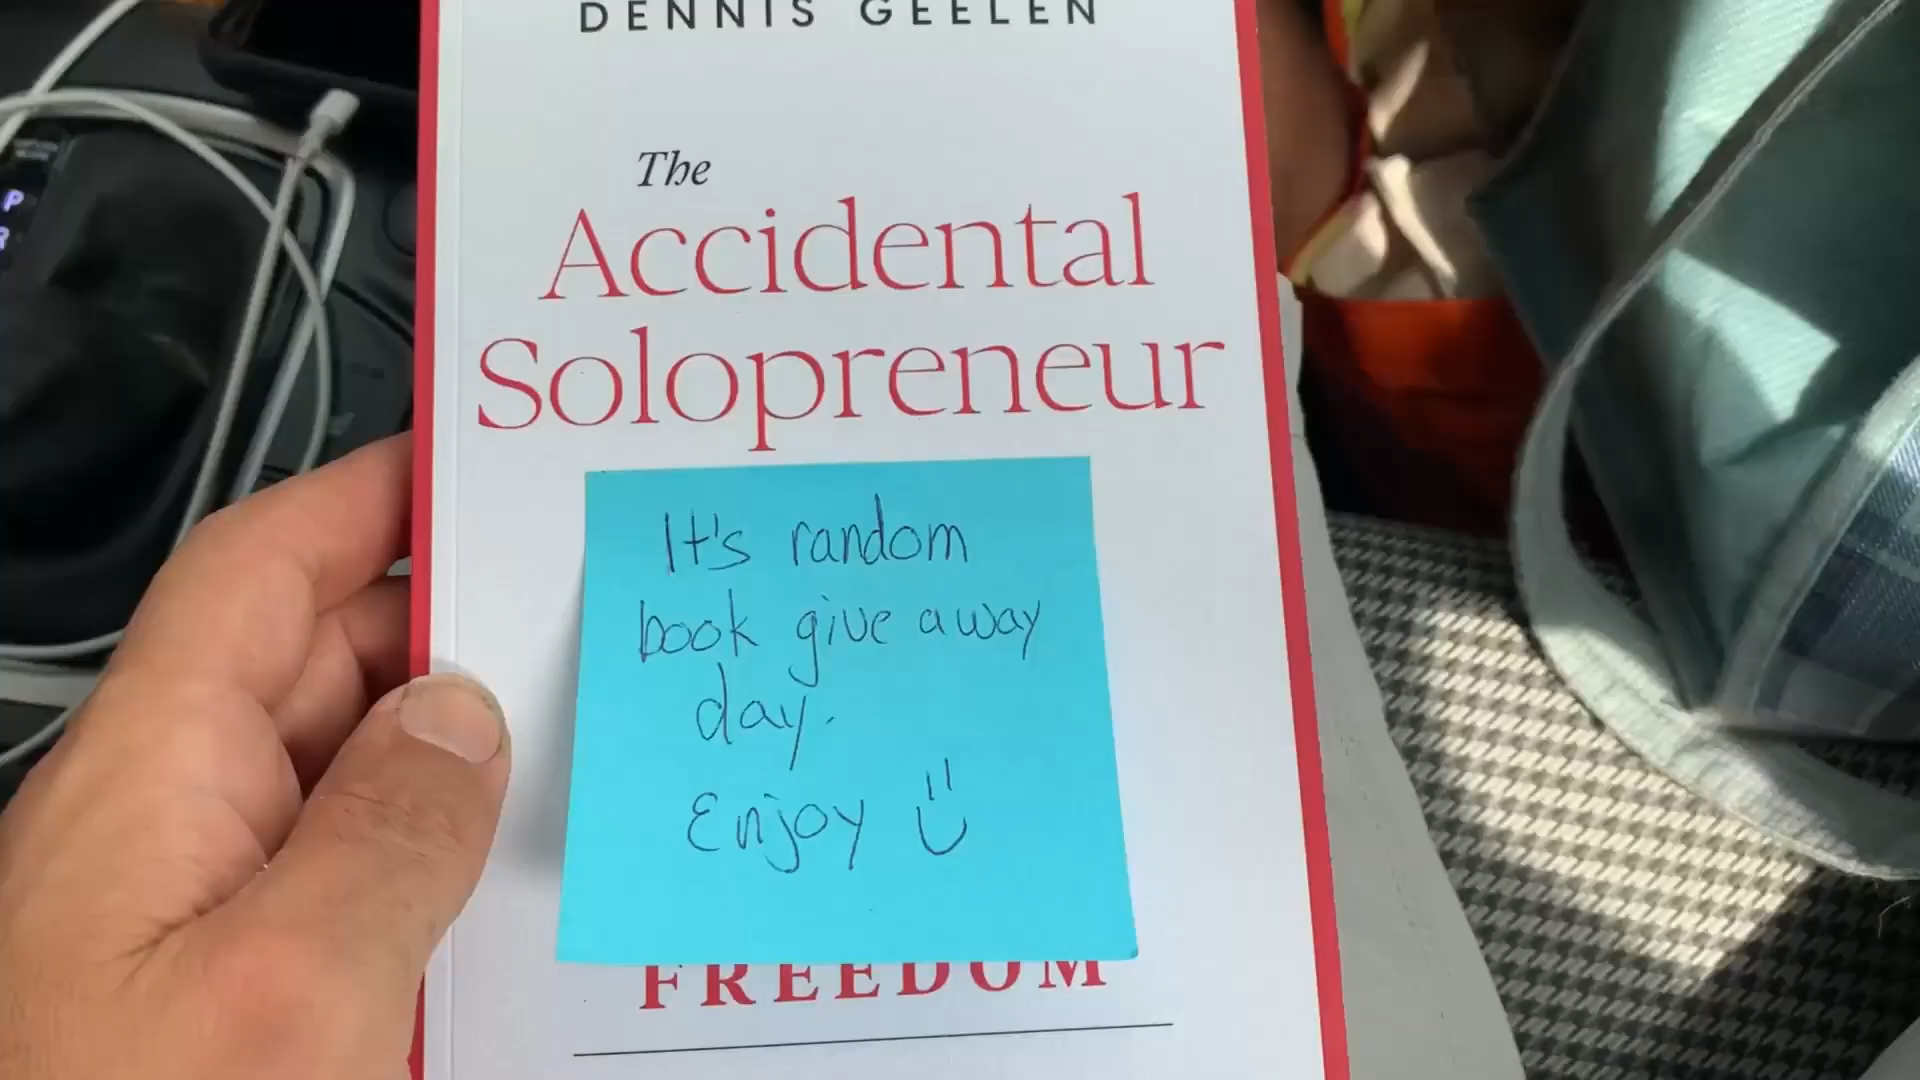 DENNIS GEELEN
The
Accidental
Solopreneur
It's random
book give away
day.
Enjoy
FREEDOM
P
R